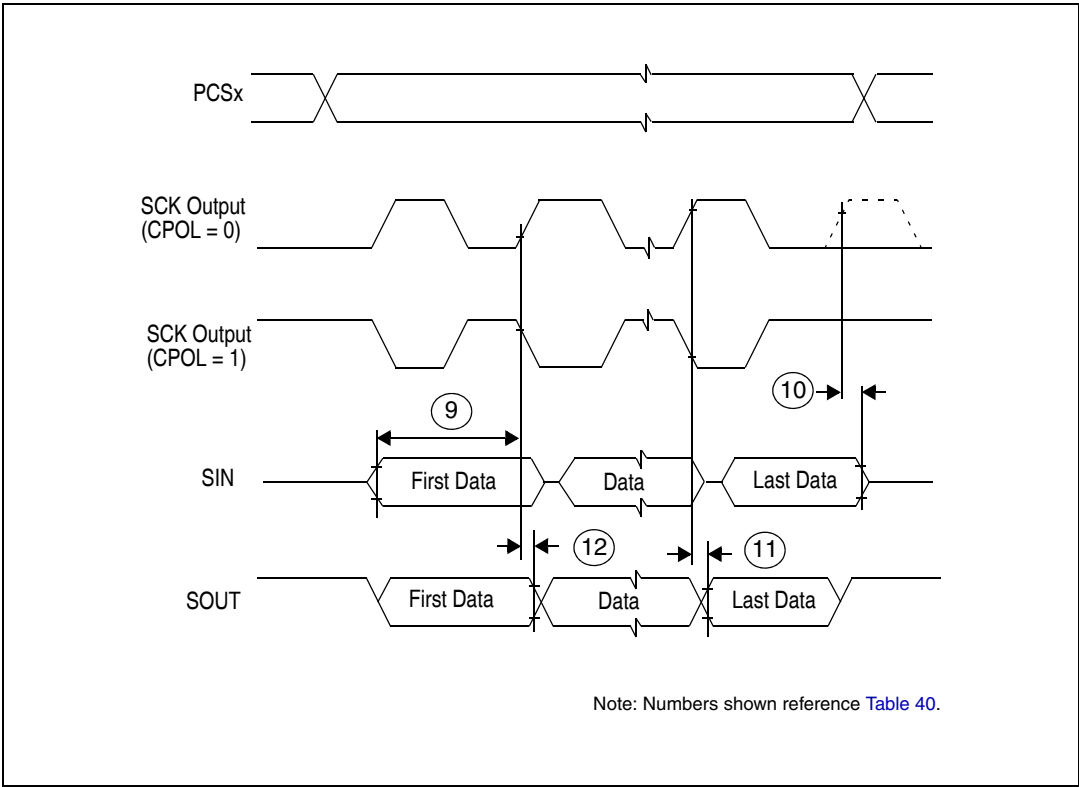 PCSx
SCK Output
(CPOL = 0)
SCK Output
(CPOL = 1)
10
9
SIN
First Data
Data
Last Data
12
11
SOUT
First Data
Data
Last Data
Note: Numbers shown reference Table 40.